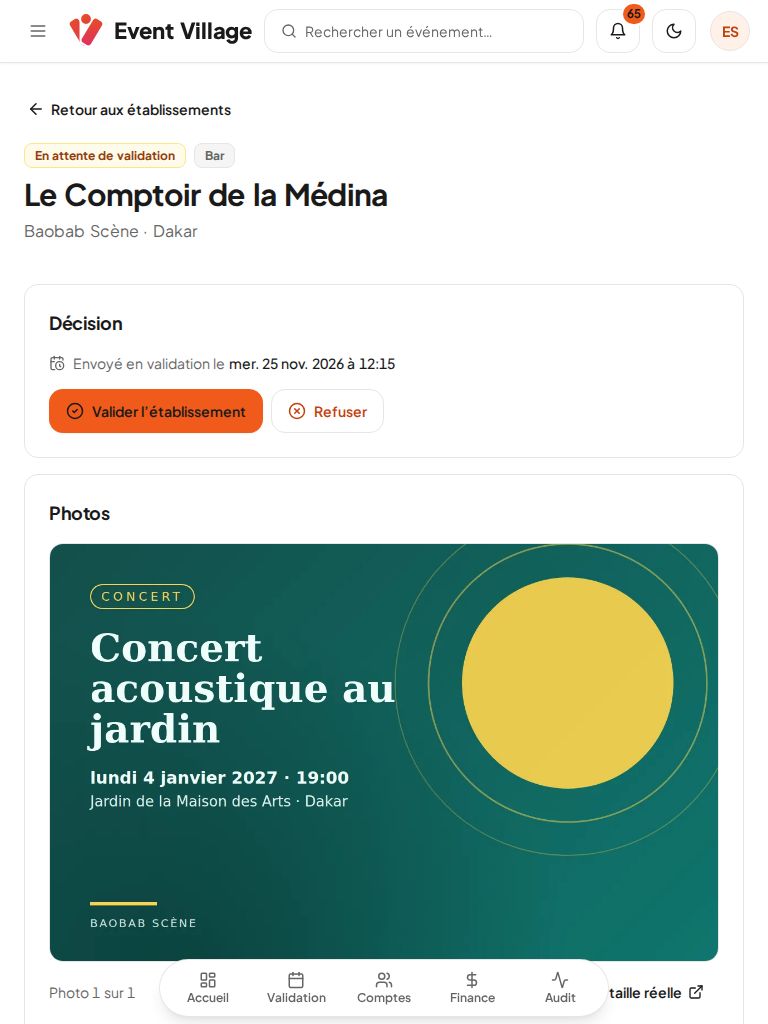 Event Village
Rechercher un événement…
65
ES
Retour aux établissements
En attente de validation
Bar
Le Comptoir de la Médina
Baobab Scène · Dakar
Décision
Envoyé en validation le mer. 25 nov. 2026 à 12:15
Valider l’établissement
Refuser
Photos
CONCERT
Concert
acoustique au
jardin
lundi 4 janvier 2027 · 19:00
Jardin de la Maison des Arts · Dakar
BAOBAB SCÈNE
Photo 1 sur 1
taille réelle
Accueil
Validation
Comptes
Finance
Audit